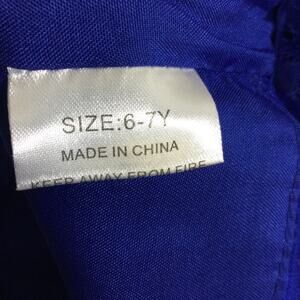 SIZE:6-7Y
MADE IN CHINA
KEEP AWAY FROM FIRE